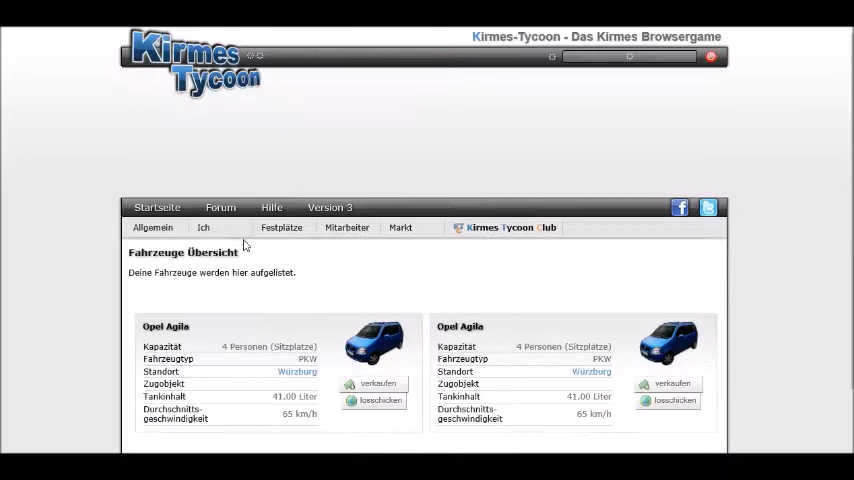 Kirmes Tycoon
Kirmes-Tycoon - Das Kirmes Browsergame
Startseite Forum Hilfe Version 3
Allgemein Ich Festplätze Mitarbeiter Markt Kirmes Tycoon Club
Fahrzeuge Übersicht
Deine Fahrzeuge werden hier aufgelistet.
Opel Agila
Kapazität 4 Personen (Sitzplätze)
Fahrzeugtyp PKW
Standort Würzburg
Zugobjekt
Tankinhalt 41.00 Liter
Durchschnitts-
geschwindigkeit 65 km/h
verkaufen
losschicken
Opel Agila
Kapazität 4 Personen (Sitzplätze)
Fahrzeugtyp PKW
Standort Würzburg
Zugobjekt
Tankinhalt 41.00 Liter
Durchschnitts-
geschwindigkeit 65 km/h
verkaufen
losschicken